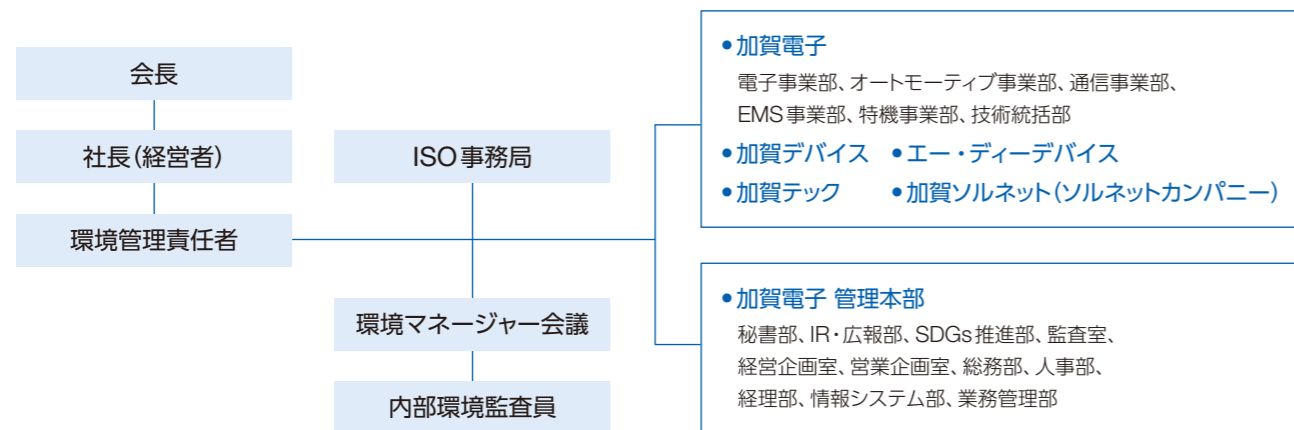 会長
社長（経営者）
環境管理責任者
ISO事務局
環境マネージャー会議
内部環境監査員
●加賀電子
電子事業部、オートモーティブ事業部、通信事業部、
EMS事業部、特機事業部、技術統括部
●加賀デバイス ●エー・ディーデバイス
●加賀テック ●加賀ソルネット（ソルネットカンパニー）
●加賀電子 管理本部
秘書部、IR・広報部、SDGs推進部、監査室、
経営企画室、営業企画室、総務部、人事部、
経理部、情報システム部、業務管理部